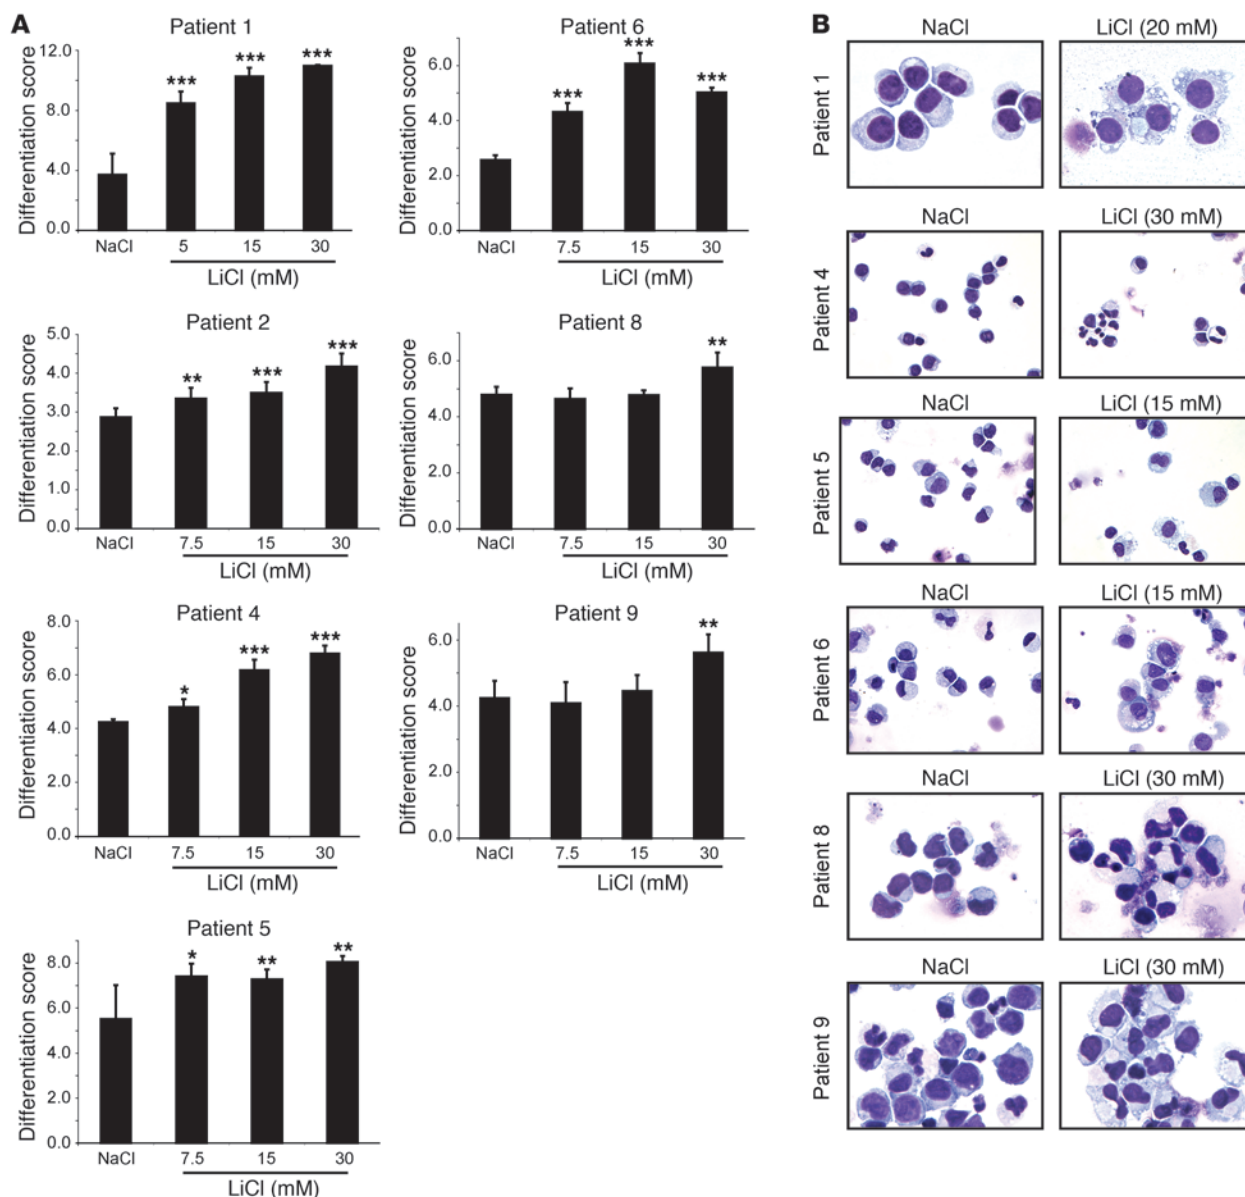 A
Patient 1
Differentiation score
12.0
8.0
4.0
0.0
***
***
***
NaCl
5
15
30
LiCl (mM)
Patient 6
Differentiation score
6.0
4.0
2.0
0.0
***
***
***
NaCl
7.5
15
30
LiCl (mM)
Patient 2
Differentiation score
5.0
4.0
3.0
2.0
1.0
0.0
**
***
***
NaCl
7.5
15
30
LiCl (mM)
Patient 8
Differentiation score
6.0
4.0
2.0
0.0
**
NaCl
7.5
15
30
LiCl (mM)
Patient 4
Differentiation score
8.0
6.0
4.0
2.0
0.0
*
***
***
NaCl
7.5
15
30
LiCl (mM)
Patient 9
Differentiation score
6.0
4.0
2.0
0.0
**
NaCl
7.5
15
30
LiCl (mM)
Patient 5
Differentiation score
8.0
6.0
4.0
2.0
0.0
*
**
**
NaCl
7.5
15
30
LiCl (mM)
B
NaCl
LiCl (20 mM)
Patient 1
NaCl
LiCl (30 mM)
Patient 4
NaCl
LiCl (15 mM)
Patient 5
NaCl
LiCl (15 mM)
Patient 6
NaCl
LiCl (30 mM)
Patient 8
NaCl
LiCl (30 mM)
Patient 9